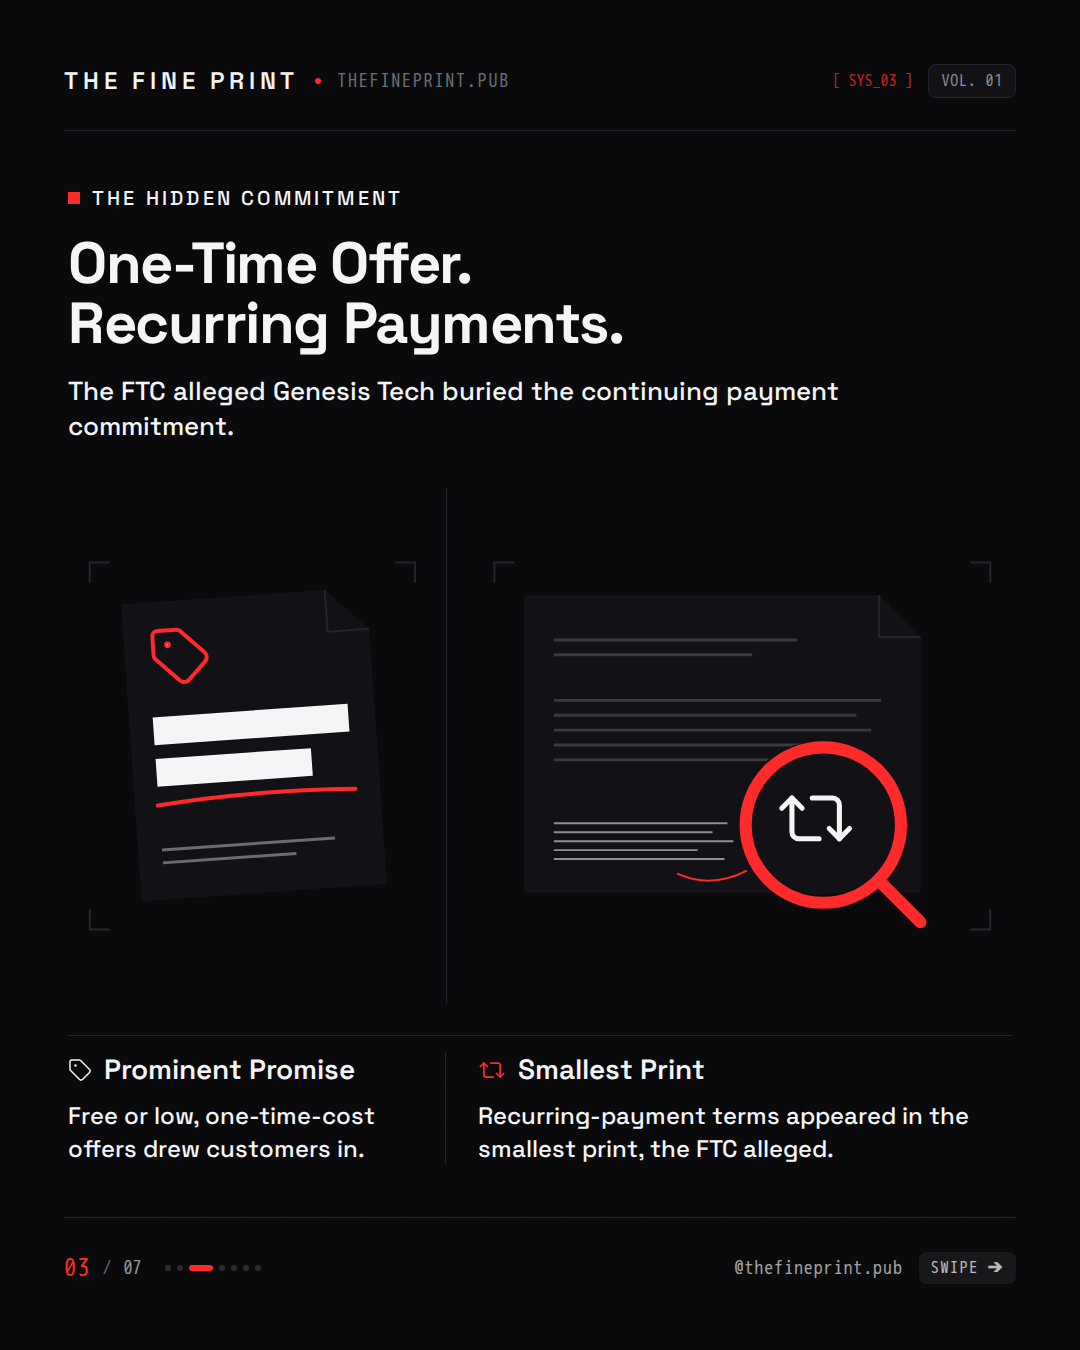 THE FINE PRINT • THEFINEPRINT.PUB
[ SYS_03 ] VOL. 01
THE HIDDEN COMMITMENT
One-Time Offer.
Recurring Payments.
The FTC alleged Genesis Tech buried the continuing payment
commitment.
Prominent Promise
Free or low, one-time-cost
offers drew customers in.
Smallest Print
Recurring-payment terms appeared in the
smallest print, the FTC alleged.
03 / 07
@thefineprint.pub SWIPE ➔